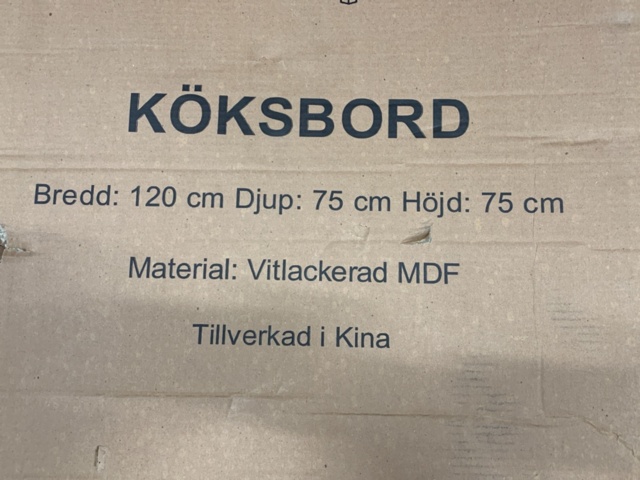 KÖKSBORD
Bredd: 120 cm Djup: 75 cm Höjd: 75 cm
Material: Vitlackerad MDF
Tillverkad i Kina